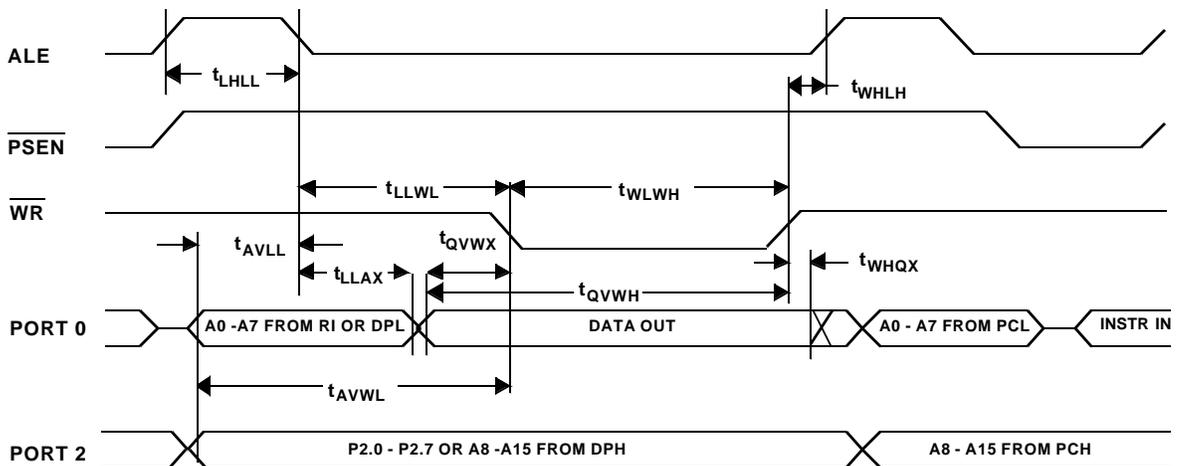 ALE
tLHLL
tWHLH
PSEN
tLLWL
tWLWH
WR
tAVLL
tQVWX
tLLAX
tWHQX
tQVWH
PORT 0
A0 -A7 FROM RI OR DPL
DATA OUT
A0 - A7 FROM PCL
INSTR IN
tAVWL
PORT 2
P2.0 - P2.7 OR A8 -A15 FROM DPH
A8 - A15 FROM PCH